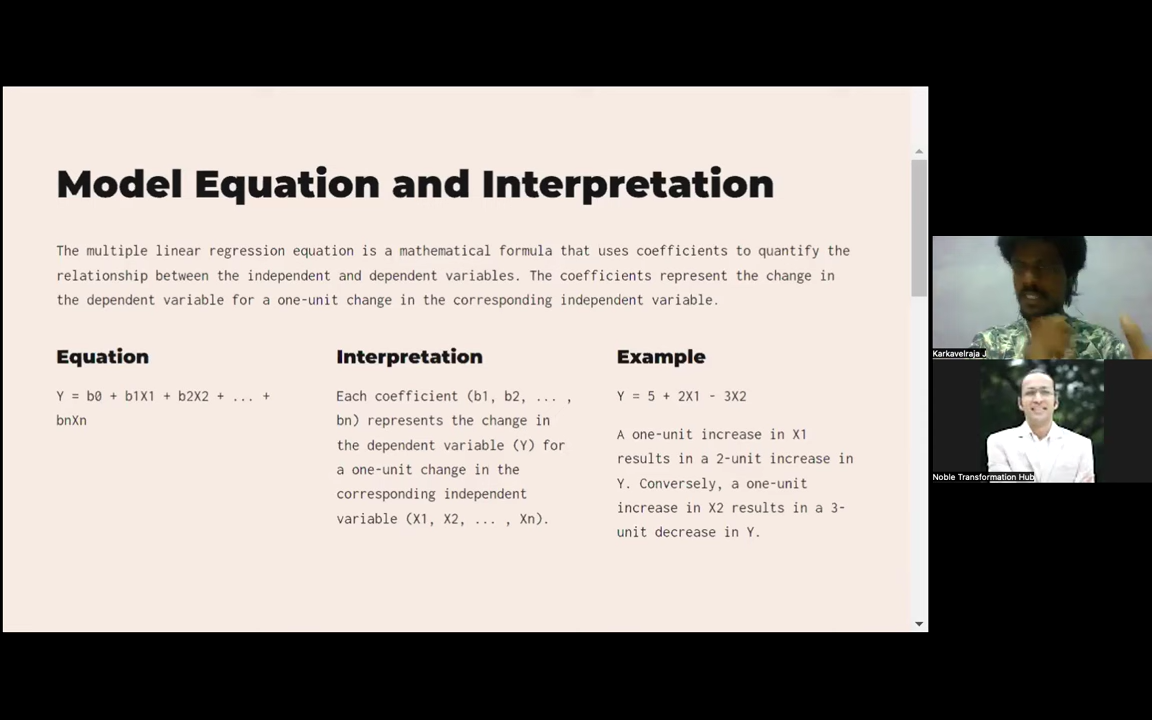 Model Equation and Interpretation
The multiple linear regression equation is a mathematical formula that uses coefficients to quantify the
relationship between the independent and dependent variables. The coefficients represent the change in
the dependent variable for a one-unit change in the corresponding independent variable.
Equation
Y = b0 + b1X1 + b2X2 + ... +
bnXn
Interpretation
Each coefficient (b1, b2, ... ,
bn) represents the change in
the dependent variable (Y) for
a one-unit change in the
corresponding independent
variable (X1, X2, ... , Xn).
Example
Y = 5 + 2X1 - 3X2
A one-unit increase in X1
results in a 2-unit increase in
Y. Conversely, a one-unit
increase in X2 results in a 3-
unit decrease in Y.
Karkavelraja J
Noble Transformation Hub